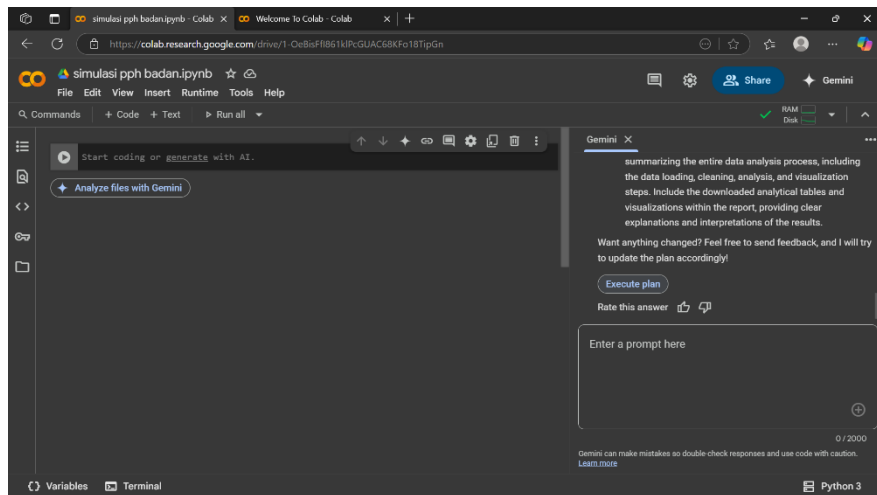 simulasi pph badan.ipynb - Colab
Welcome To Colab - Colab
https://colab.research.google.com/drive/1-OeBisFfl861klPcGUAC68KFo18TipGn
simulasi pph badan.ipynb
File Edit View Insert Runtime Tools Help
Share
Gemini
Commands + Code + Text Run all
RAM
Disk
Start coding or generate with AI.
Analyze files with Gemini
Gemini
summarizing the entire data analysis process, including
the data loading, cleaning, analysis, and visualization
steps. Include the downloaded analytical tables and
visualizations within the report, providing clear
explanations and interpretations of the results.
Want anything changed? Feel free to send feedback, and I will try
to update the plan accordingly!
Execute plan
Rate this answer
Enter a prompt here
0 / 2000
Gemini can make mistakes so double-check responses and use code with caution.
Learn more
Variables Terminal
Python 3